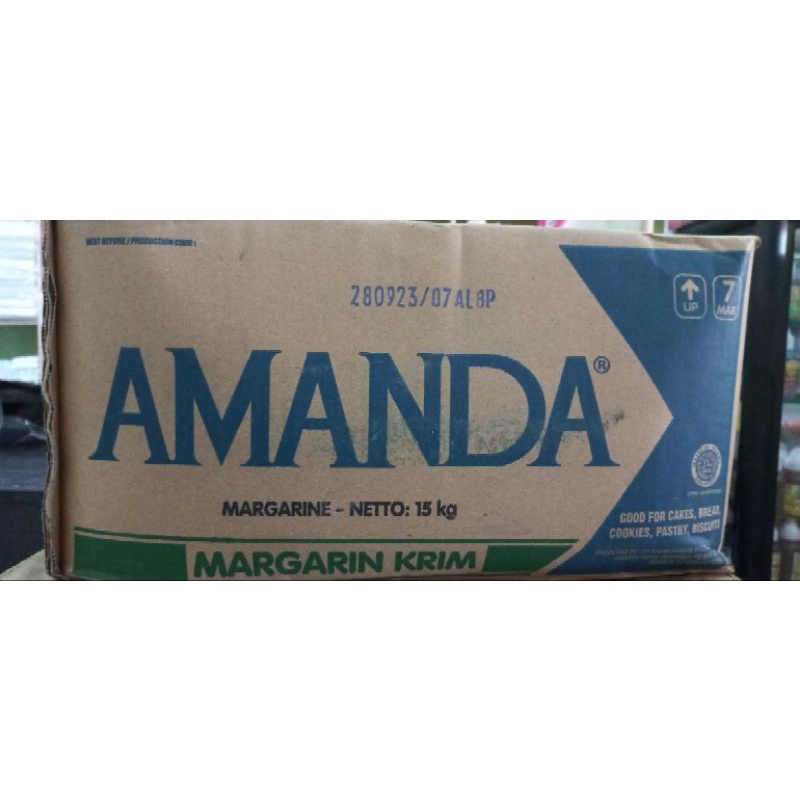 BEST BEFORE / PRODUCTION CODE :
280923/07AL8P
UP
7
MAX
AMANDA®
MARGARINE - NETTO: 15 kg
GOOD FOR CAKES, BREAD,
COOKIES, PASTRY, BISCUITS
MARGARIN KRIM